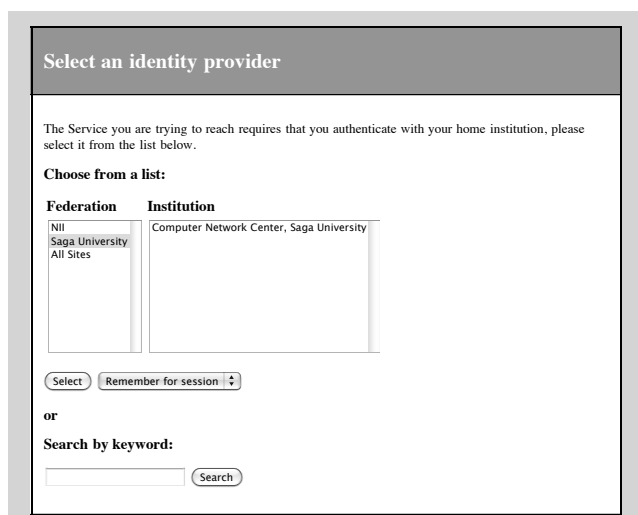 Select an identity provider
The Service you are trying to reach requires that you authenticate with your home institution, please
select it from the list below.
Choose from a list:
Federation Institution
NII Computer Network Center, Saga University
Saga University
All Sites
Select Remember for session
or
Search by keyword:
Search